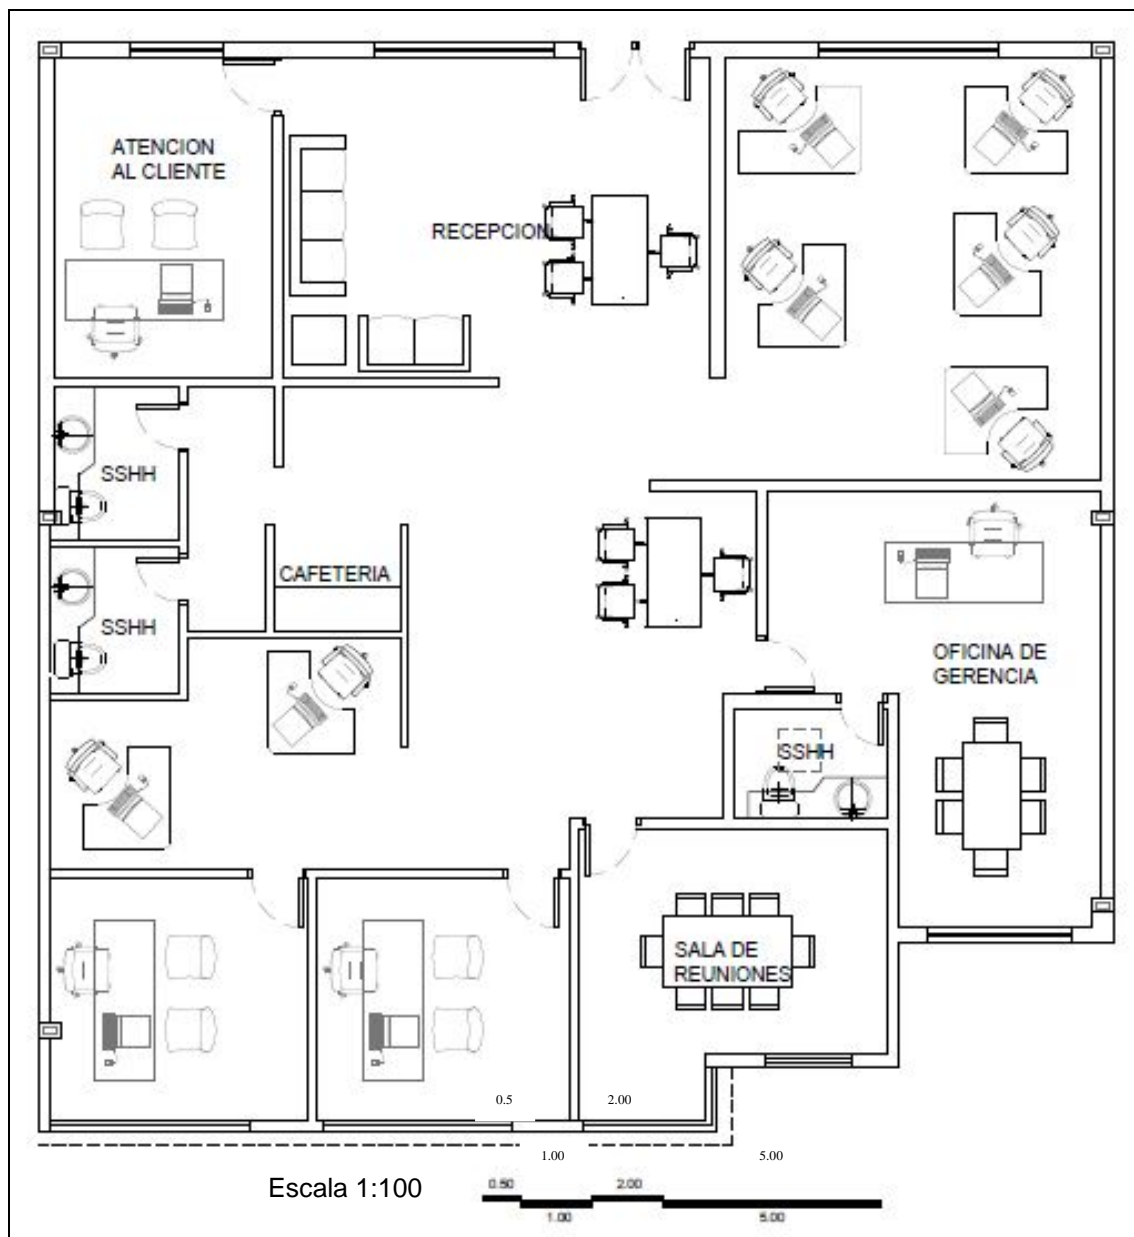 ATENCION
AL CLIENTE
RECEPCION
SSHH
CAFETERIA
SSHH
OFICINA DE
GERENCIA
SSHH
SALA DE
REUNIONES
0.5
2.00
1.00
5.00
Escala 1:100
0.50
2.00
1.00
5.00